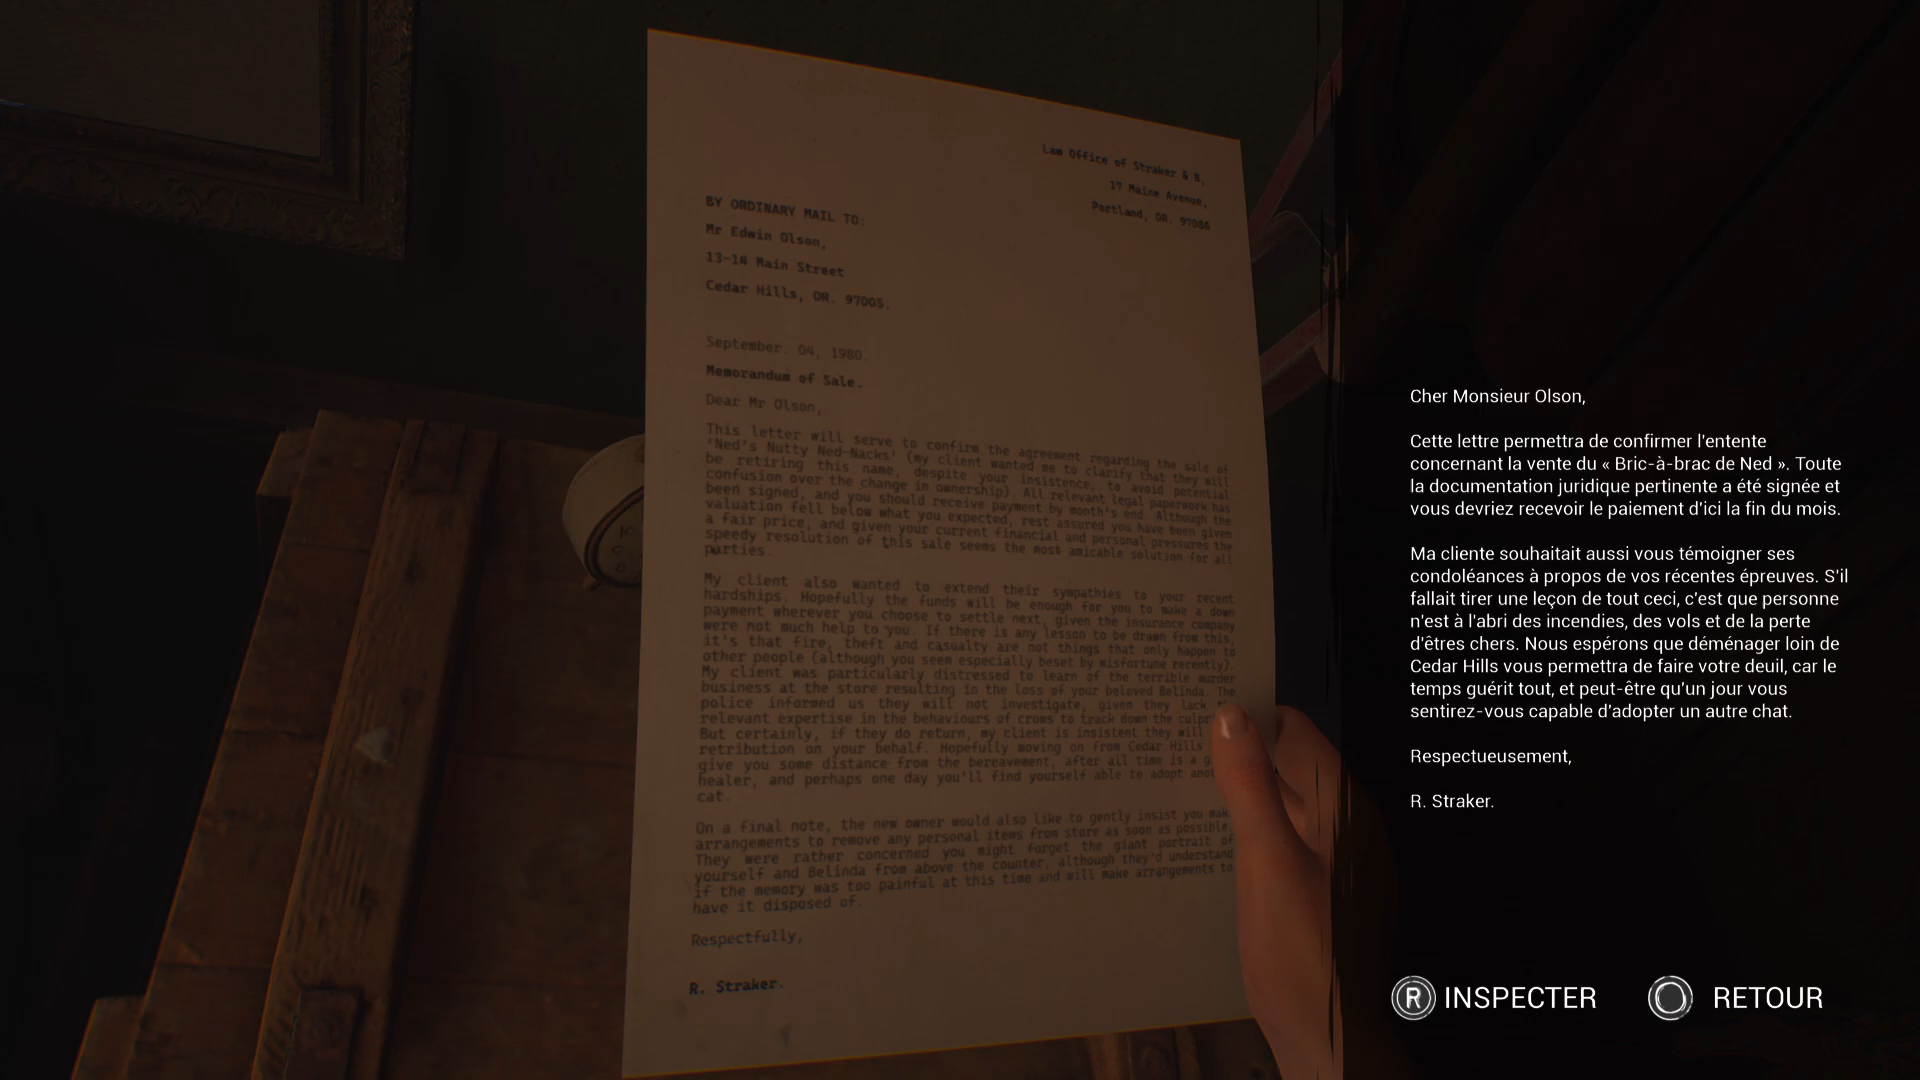 Law Office of Straker & N,
17 Maine Avenue,
Portland, OR. 97086
BY ORDINARY MAIL TO:
Mr Edwin Olson,
13-14 Main Street
Cedar Hills, OR. 97005.
September. 04, 1980.
Memorandum of Sale.
Dear Mr Olson,
This letter will serve to confirm the agreement regarding the sale of
'Ned's Nutty Ned-Nacks' (my client wanted me to clarify that they will
be retiring this name, despite your insistence, to avoid potential
confusion over the change in ownership). All relevant legal paperwork has
been signed, and you should receive payment by month's end. Although the
valuation fell below what you expected, rest assured you have been given
a fair price, and given your current financial and personal pressures the
speedy resolution of this sale seems the most amicable solution for all
parties.
My client also wanted to extend their sympathies to your recent
hardships. Hopefully the funds will be enough for you to make a down
payment wherever you choose to settle next, given the insurance company
were not much help to you. If there is any lesson to be drawn from this,
it's that fire, theft and casualty are not things that only happen to
other people (although you seem especially beset by misfortune recently).
My client was particularly distressed to learn of the terrible murder
business at the store resulting in the loss of your beloved Belinda. The
police informed us they will not investigate, given they lack
relevant expertise in the behaviours of crows to track down the
But certainly, if they do return, my client is insistent they will
retribution on your behalf. Hopefully moving on from Cedar Hills
give you some distance from the bereavement, after all time is a
healer, and perhaps one day you'll find yourself able to adopt
cat.
On a final note, the new owner would also like to gently insist you
arrangements to remove any personal items from store as soon as possible.
They were rather concerned you might forget the giant portrait of
yourself and Belinda from above the counter, although they'd understand
if the memory was too painful at this time and will make arrangements to
have it disposed of.
Respectfully,
R. Straker.
Cher Monsieur Olson,
Cette lettre permettra de confirmer l'entente
concernant la vente du « Bric-à-brac de Ned ». Toute
la documentation juridique pertinente a été signée et
vous devriez recevoir le paiement d'ici la fin du mois.
Ma cliente souhaitait aussi vous témoigner ses
condoléances à propos de vos récentes épreuves. S'il
fallait tirer une leçon de tout ceci, c'est que personne
n'est à l'abri des incendies, des vols et de la perte
d'êtres chers. Nous espérons que déménager loin de
Cedar Hills vous permettra de faire votre deuil, car le
temps guérit tout, et peut-être qu'un jour vous
sentirez-vous capable d'adopter un autre chat.
Respectueusement,
R. Straker.
R INSPECTER
RETOUR